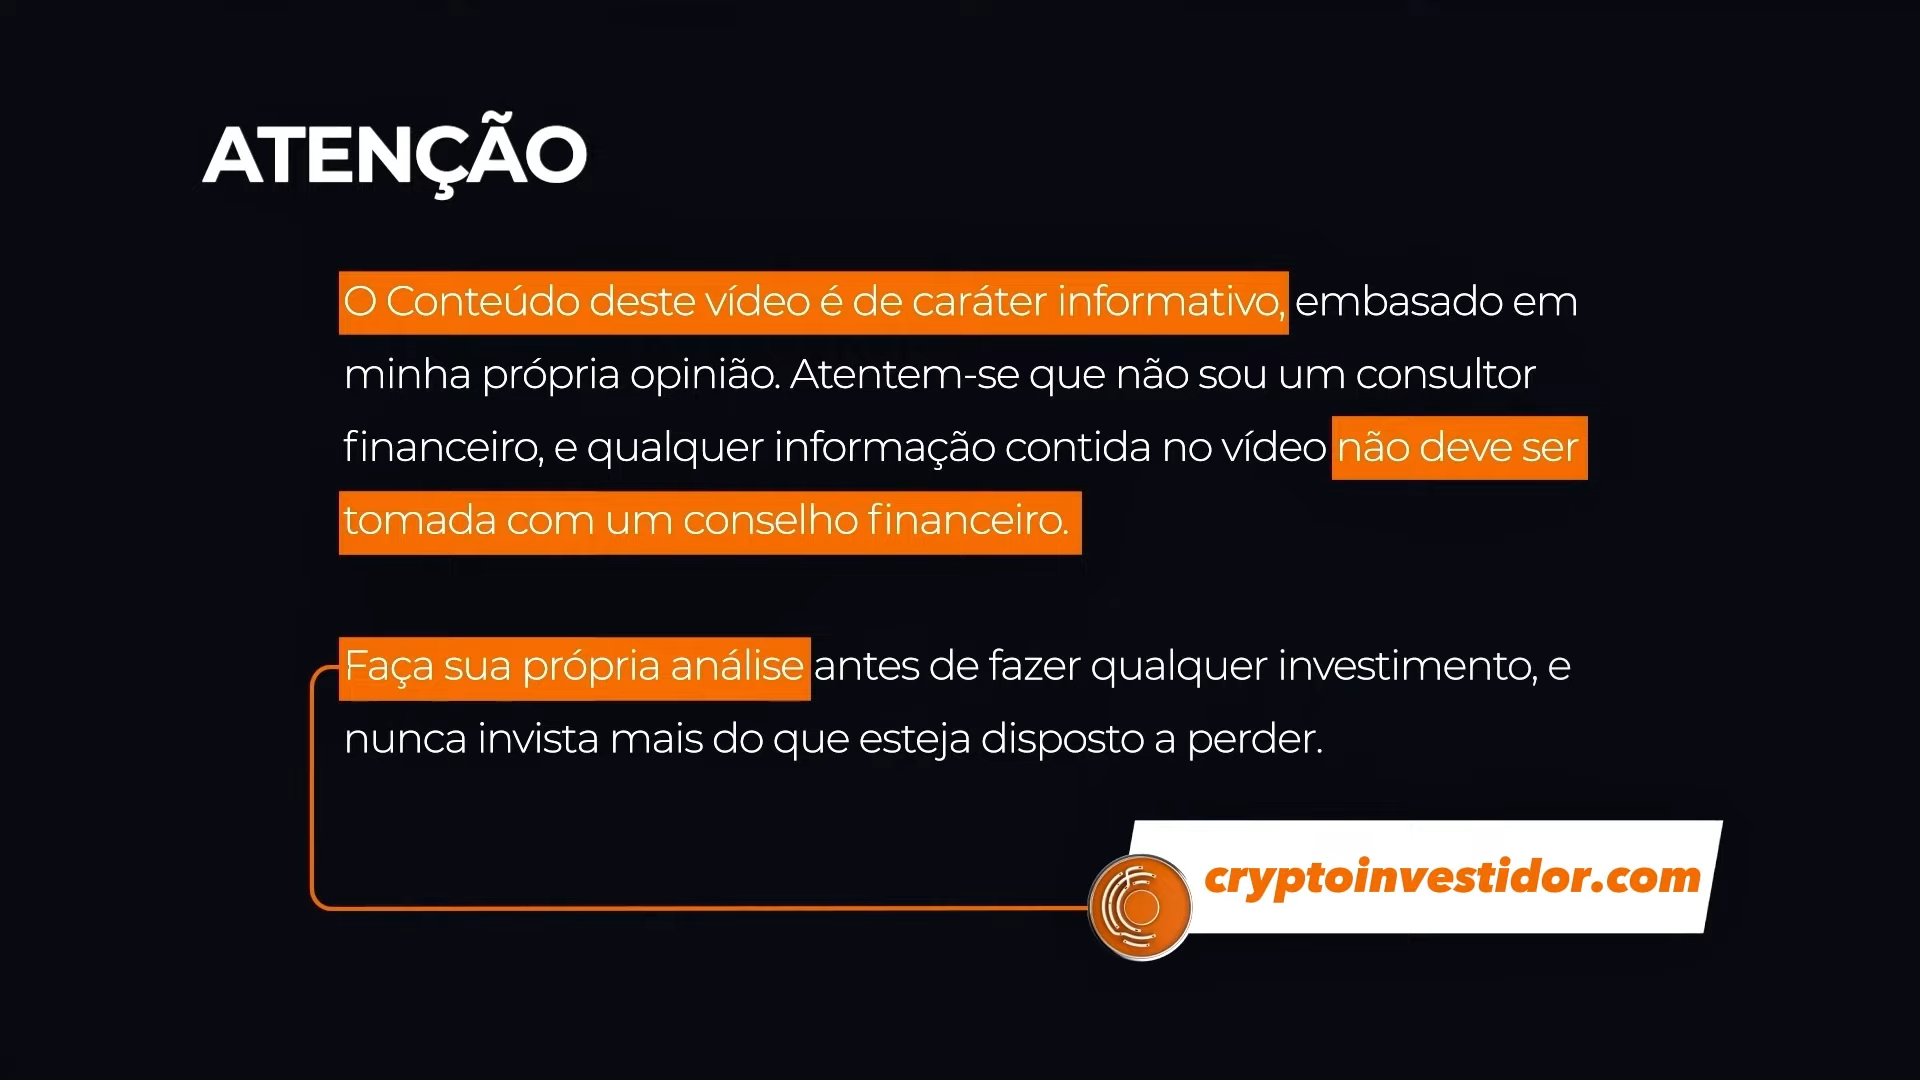 ATENÇÃO
O Conteúdo deste vídeo é de caráter informativo, embasado em
minha própria opinião. Atentem-se que não sou um consultor
financeiro, e qualquer informação contida no vídeo não deve ser
tomada com um conselho financeiro.
Faça sua própria análise antes de fazer qualquer investimento, e
nunca invista mais do que esteja disposto a perder.
cryptoinvestidor.com